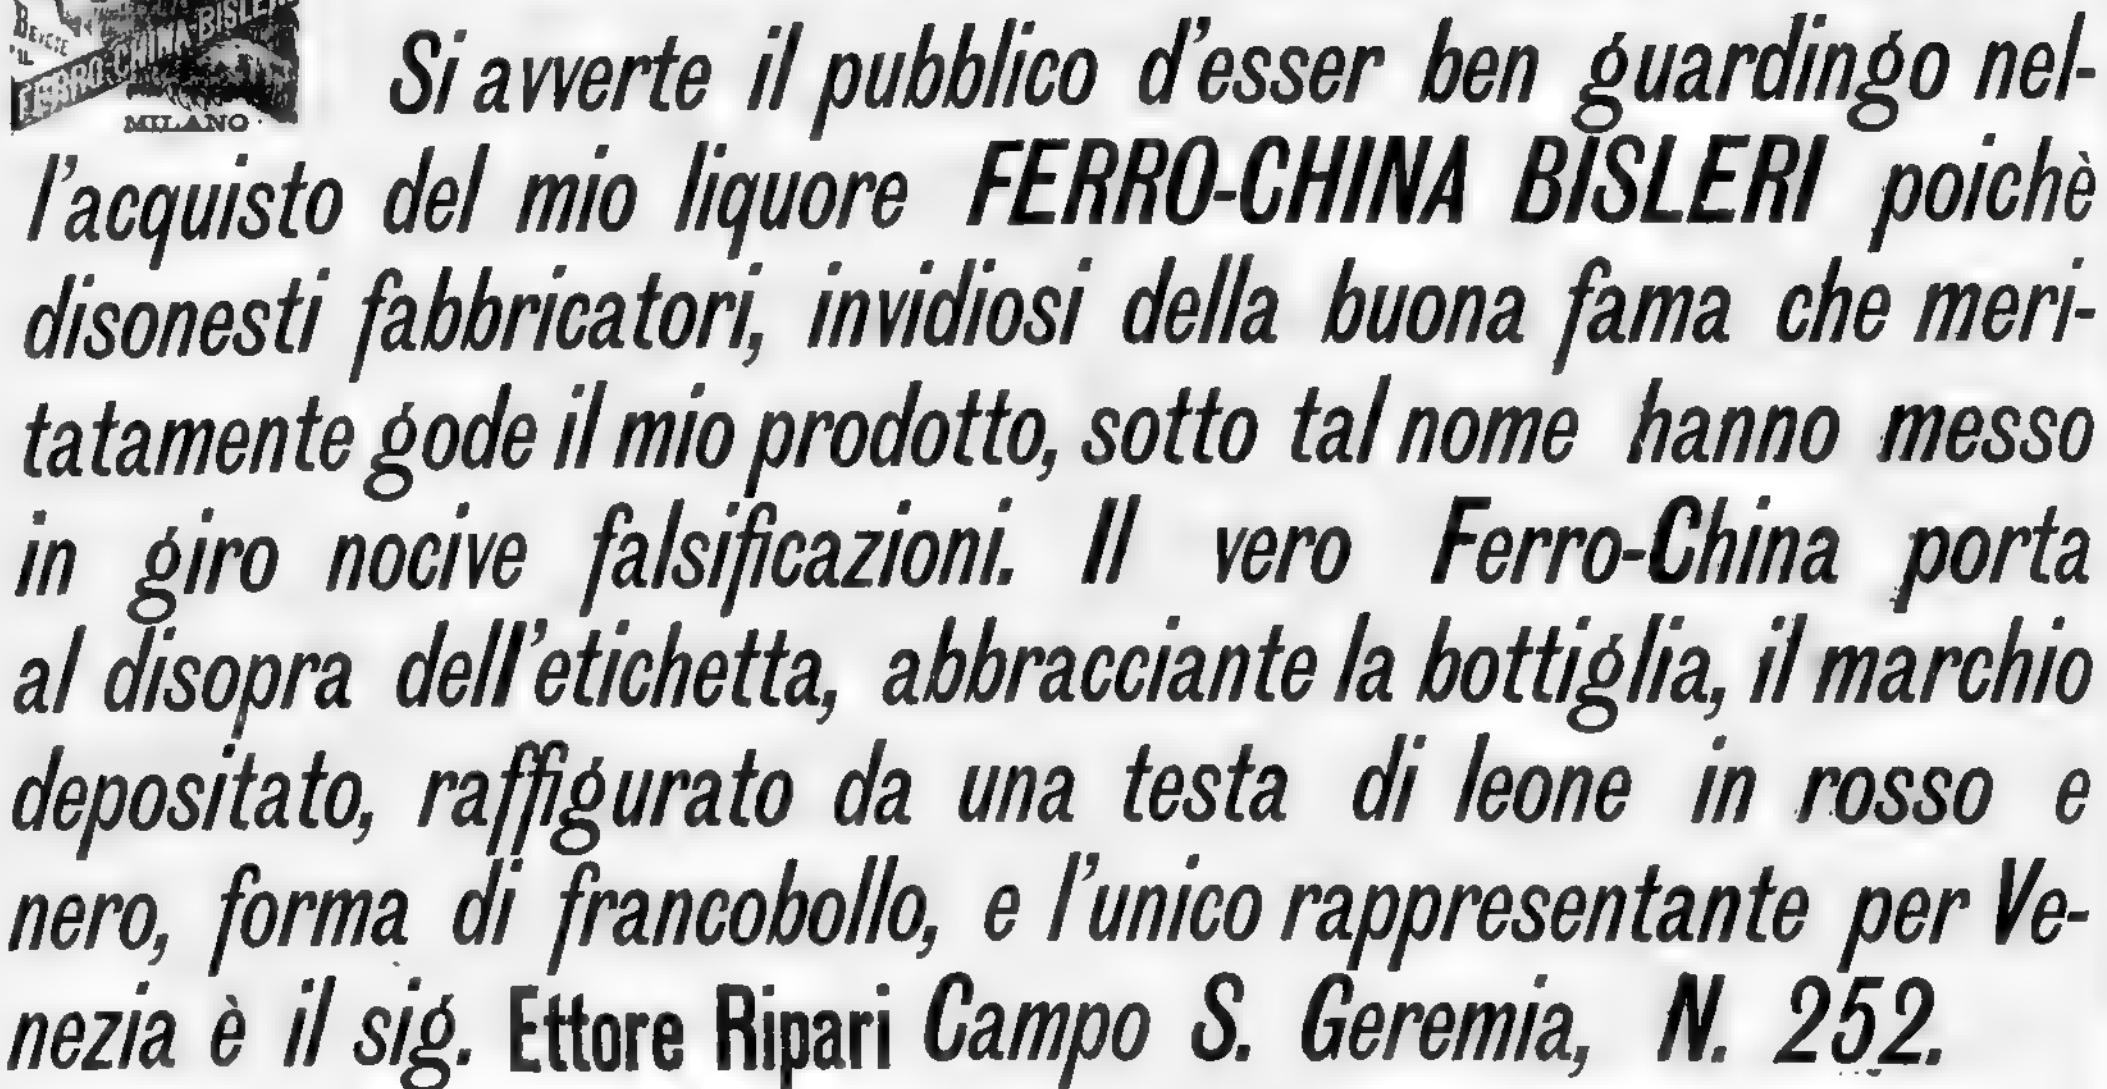 BEVETE
IL
FERRO-CHINA-BISLERI
MILANO
Si avverte il pubblico d'esser ben guardingo nel-
l'acquisto del mio liquore FERRO-CHINA BISLERI poichè
disonesti fabbricatori, invidiosi della buona fama che meri-
tatamente gode il mio prodotto, sotto tal nome hanno messo
in giro nocive falsificazioni. Il vero Ferro-China porta
al disopra dell'etichetta, abbracciante la bottiglia, il marchio
depositato, raffigurato da una testa di leone in rosso e
nero, forma di francobollo, e l'unico rappresentante per Ve-
nezia è il sig. Ettore Ripari Campo S. Geremia, N. 252.